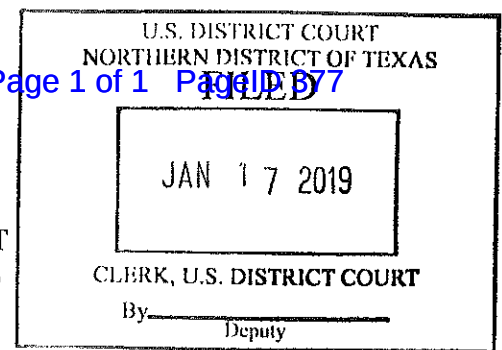 U.S. DISTRICT COURT
NORTHERN DISTRICT OF TEXAS
Page 1 of 1 PageID 377
FILED
JAN 17 2019
T
CLERK, U.S. DISTRICT COURT
By
Deputy